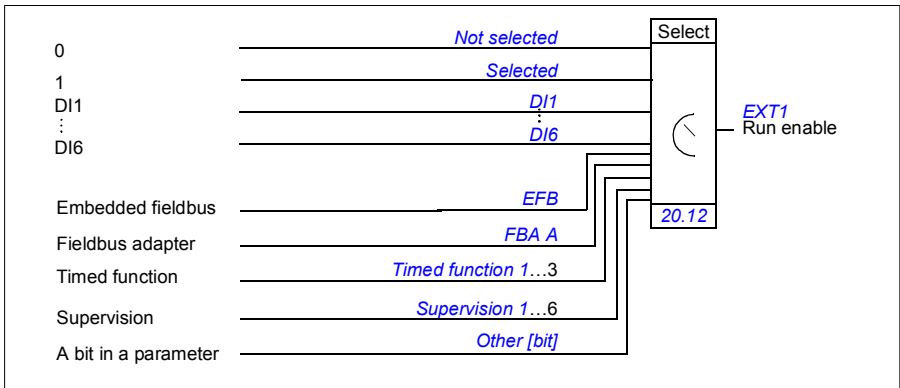 0 Not selected Select
1 Selected
DI1 DI1
⋮ ⋮
DI6 DI6
EXT1
Run enable
Embedded fieldbus EFB
20.12
Fieldbus adapter FBA A
Timed function Timed function 1...3
Supervision Supervision 1...6
A bit in a parameter Other [bit]